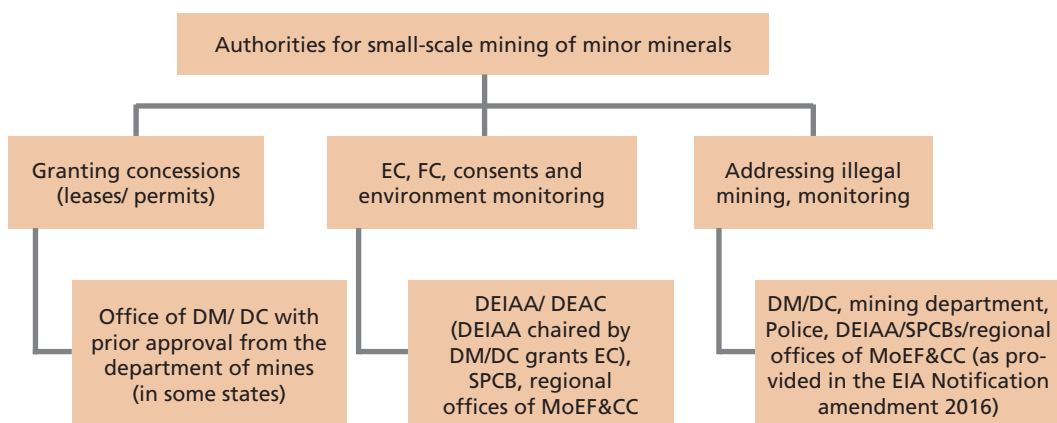 Authorities for small-scale mining of minor minerals
Granting concessions
(leases/ permits)
EC, FC, consents and
environment monitoring
Addressing illegal
mining, monitoring
Office of DM/ DC with
prior approval from the
department of mines
(in some states)
DEIAA/ DEAC
(DEIAA chaired by
DM/DC grants EC),
SPCB, regional
offices of MoEF&CC
DM/DC, mining department,
Police, DEIAA/SPCBs/regional
offices of MoEF&CC (as pro-
vided in the EIA Notification
amendment 2016)